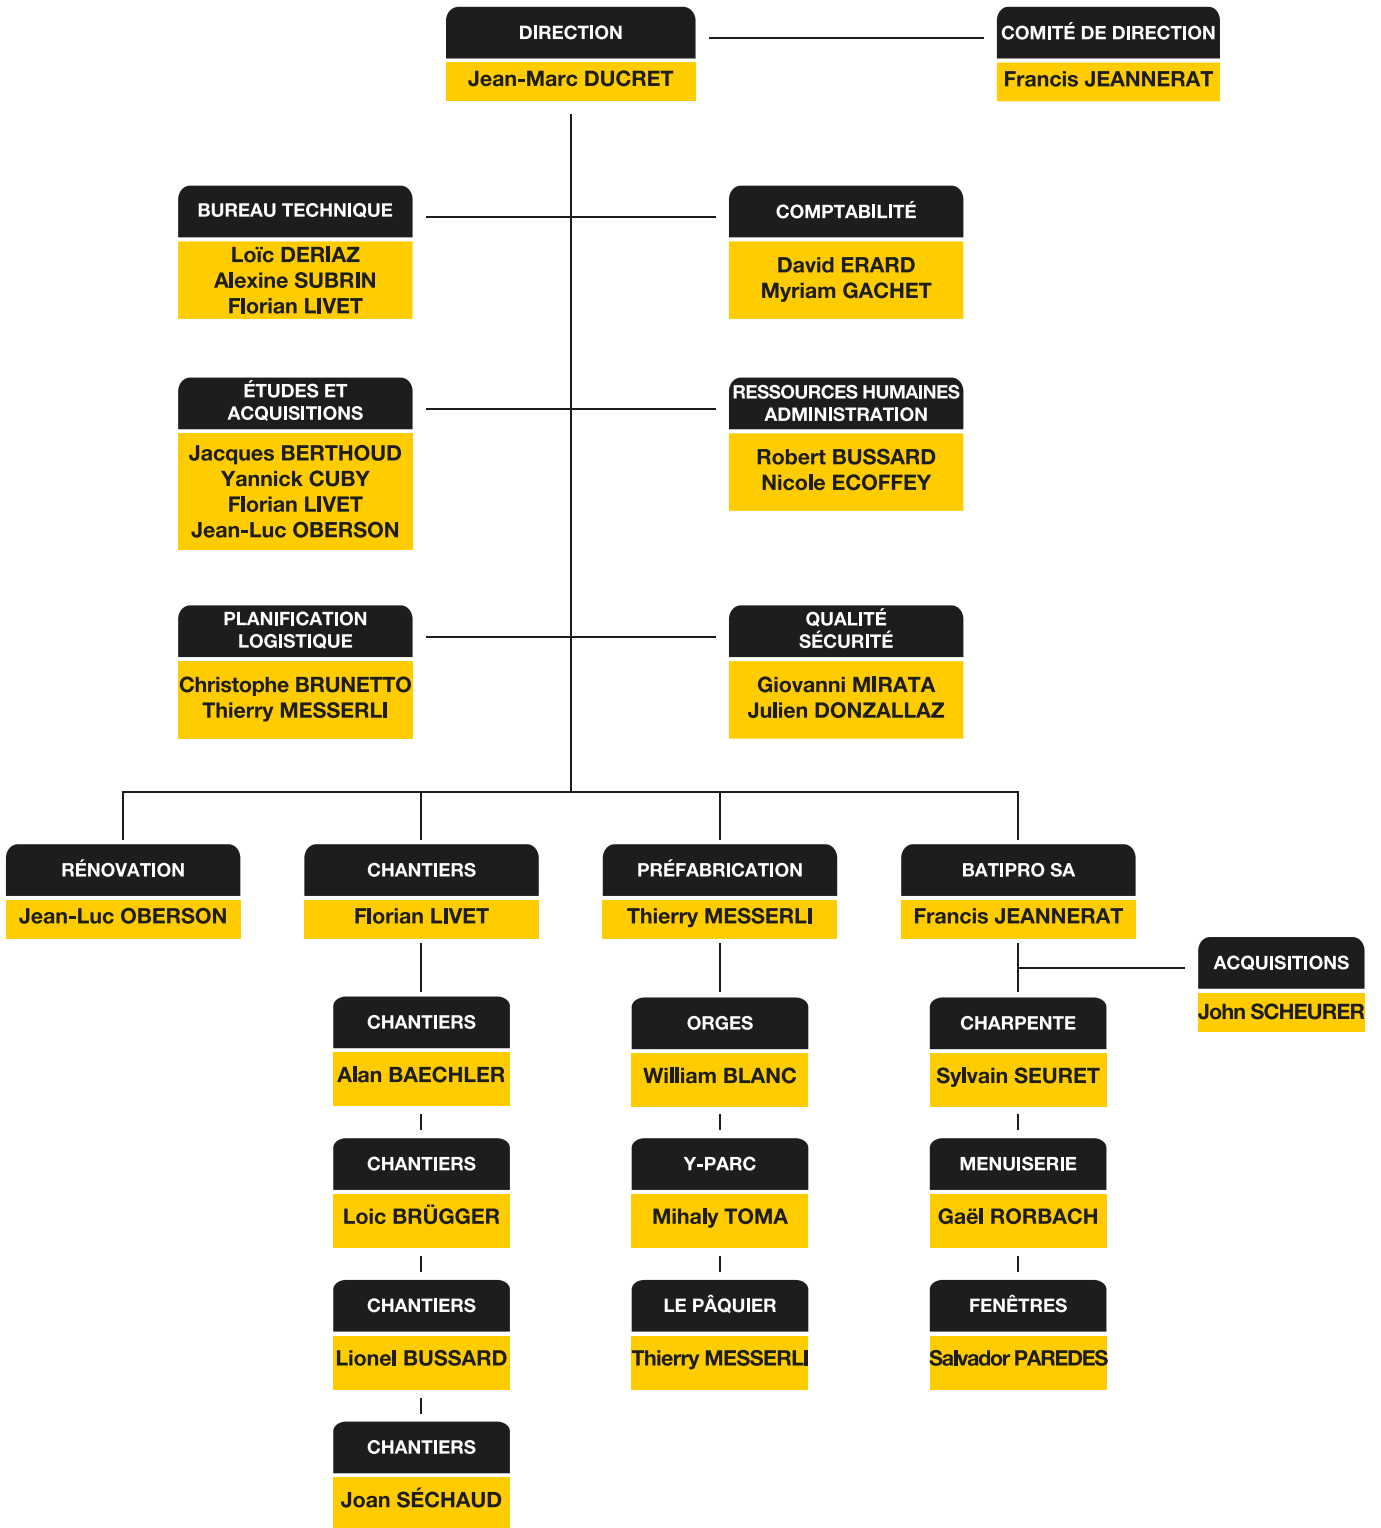 DIRECTION
Jean-Marc DUCRET
COMITÉ DE DIRECTION
Francis JEANNERAT
BUREAU TECHNIQUE
Loïc DERIAZ
Alexine SUBRIN
Florian LIVET
COMPTABILITÉ
David ERARD
Myriam GACHET
ÉTUDES ET
ACQUISITIONS
Jacques BERTHOUD
Yannick CUBY
Florian LIVET
Jean-Luc OBERSON
RESSOURCES HUMAINES
ADMINISTRATION
Robert BUSSARD
Nicole ECOFFEY
PLANIFICATION
LOGISTIQUE
Christophe BRUNETTO
Thierry MESSERLI
QUALITÉ
SÉCURITÉ
Giovanni MIRATA
Julien DONZALLAZ
RÉNOVATION
Jean-Luc OBERSON
CHANTIERS
Florian LIVET
PRÉFABRICATION
Thierry MESSERLI
BATIPRO SA
Francis JEANNERAT
ACQUISITIONS
John SCHEURER
CHANTIERS
Alan BAECHLER
CHANTIERS
Loic BRÜGGER
CHANTIERS
Lionel BUSSARD
CHANTIERS
Joan SÉCHAUD
ORGES
William BLANC
Y-PARC
Mihaly TOMA
LE PÂQUIER
Thierry MESSERLI
CHARPENTE
Sylvain SEURET
MENUISERIE
Gaël RORBACH
FENÊTRES
Salvador PAREDES